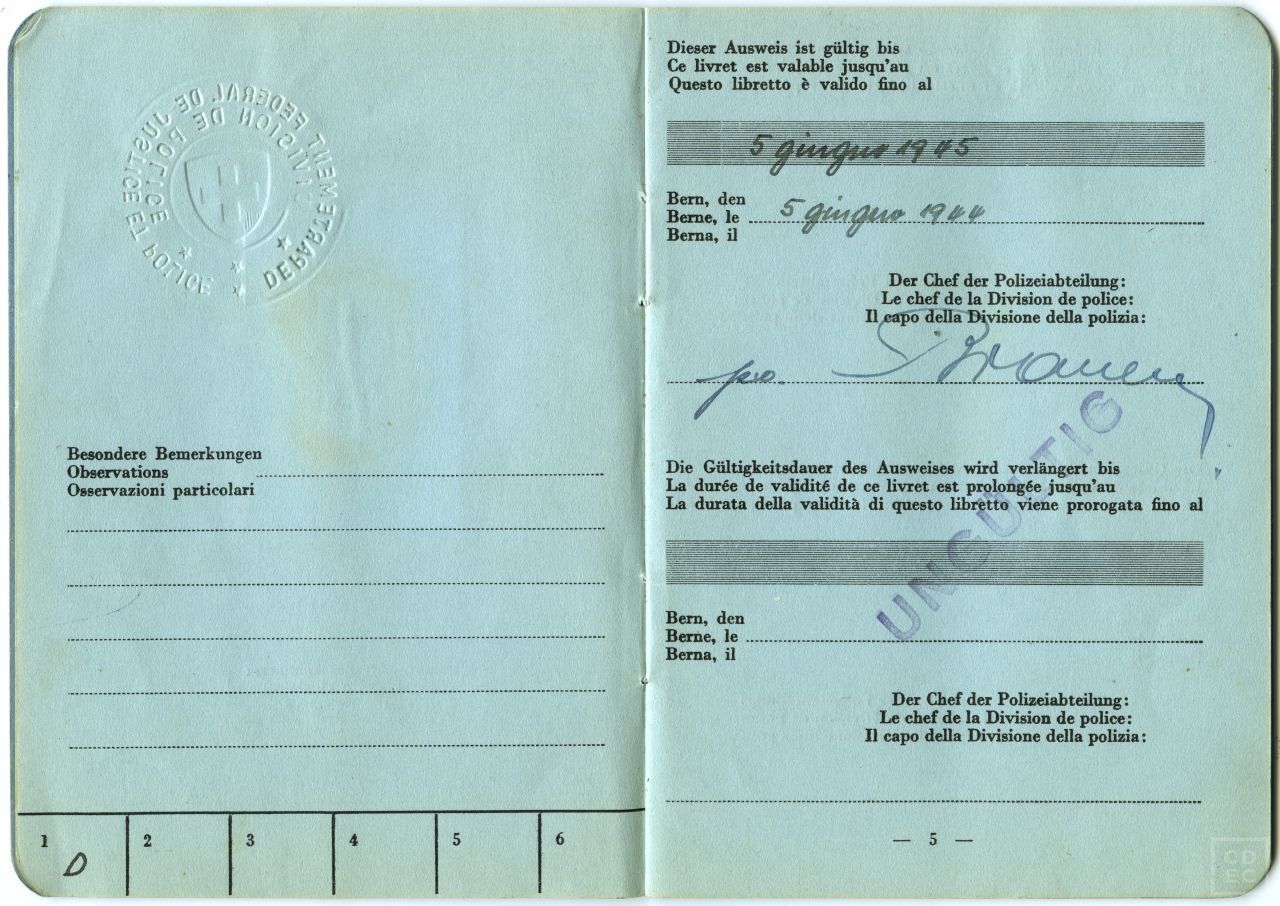 DEPARTEMENT FEDERAL DE JUSTICE ET POLICE
DIVISION DE POLICE
Besondere Bemerkungen
Observations
Osservazioni particolari
1 2 3 4 5 6
D
Dieser Ausweis ist gültig bis
Ce livret est valable jusqu'au
Questo libretto è valido fino al
5 giugno 1945
Bern, den
Berne, le 5 giugno 1944
Berna, il
Der Chef der Polizeiabteilung:
Le chef de la Division de police:
Il capo della Divisione della polizia:
pro.
Die Gültigkeitsdauer des Ausweises wird verlängert bis
La durée de validité de ce livret est prolongée jusqu'au
La durata della validità di questo libretto viene prorogata fino al
UNGÜLTIG
Bern, den
Berne, le
Berna, il
Der Chef der Polizeiabteilung:
Le chef de la Division de police:
Il capo della Divisione della polizia:
— 5 —
CD
EC